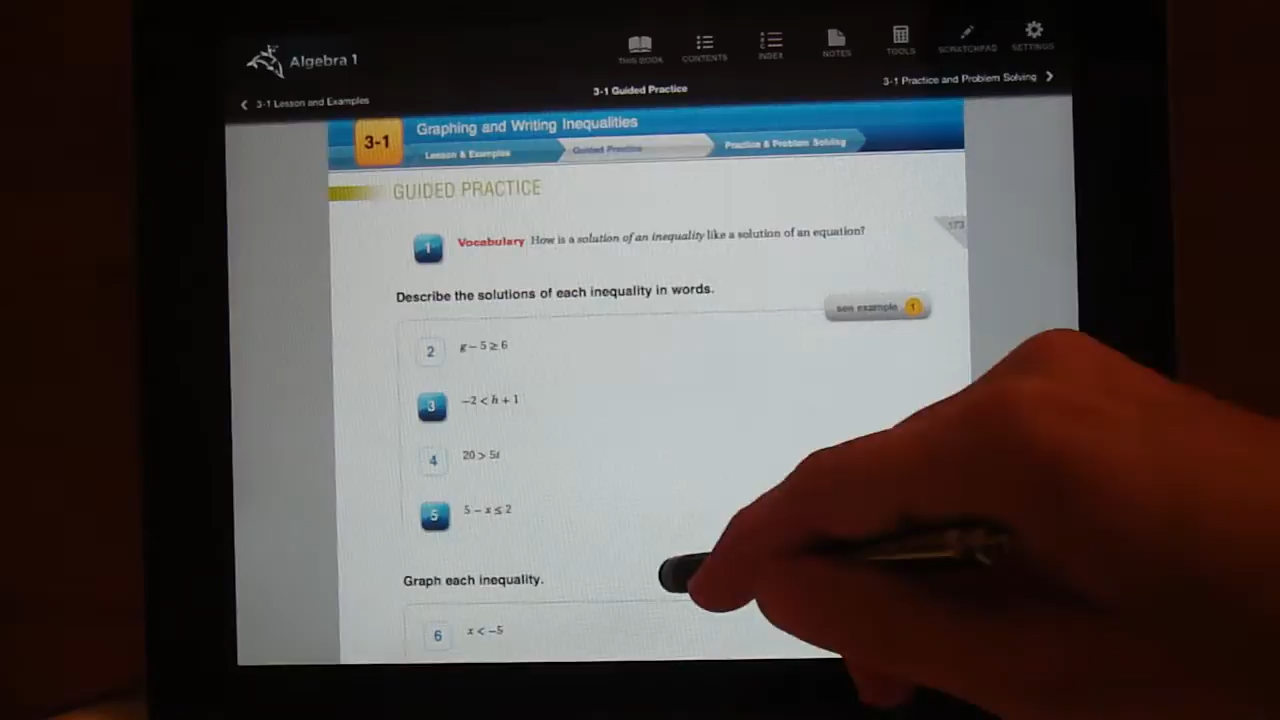 Algebra 1
THIS BOOK
CONTENTS
INDEX
NOTES
TOOLS
SCRATCHPAD
SETTINGS
3-1 Lesson and Examples
3-1 Guided Practice
3-1 Practice and Problem Solving
3-1
Graphing and Writing Inequalities
Lesson & Examples
Guided Practice
Practice & Problem Solving
GUIDED PRACTICE
173
1 Vocabulary How is a solution of an inequality like a solution of an equation?
Describe the solutions of each inequality in words.
see example 1
2 g − 5 ≥ 6
3 −2 < h + 1
4 20 > 5t
5 5 − x ≤ 2
Graph each inequality.
6 x < −5